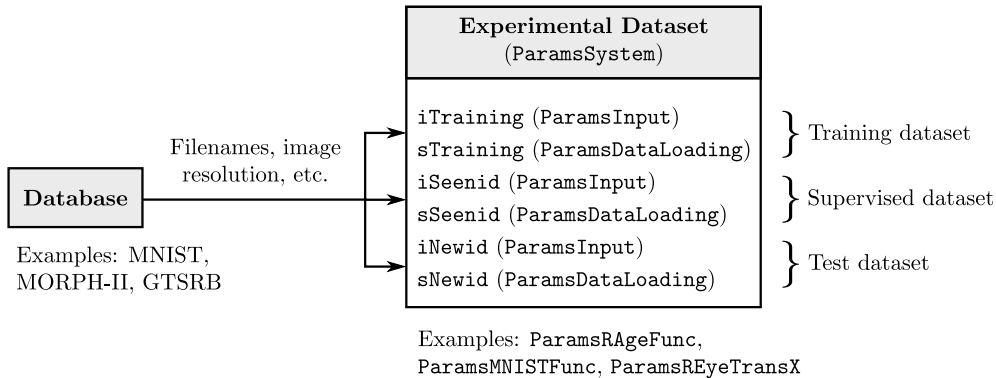 Experimental Dataset
(ParamsSystem)
Filenames, image
resolution, etc.
Database
Examples: MNIST,
MORPH-II, GTSRB
iTraining (ParamsInput)
sTraining (ParamsDataLoading)
iSeenid (ParamsInput)
sSeenid (ParamsDataLoading)
iNewid (ParamsInput)
sNewid (ParamsDataLoading)
Training dataset
Supervised dataset
Test dataset
Examples: ParamsRAgeFunc,
ParamsMNISTFunc, ParamsREyeTransX